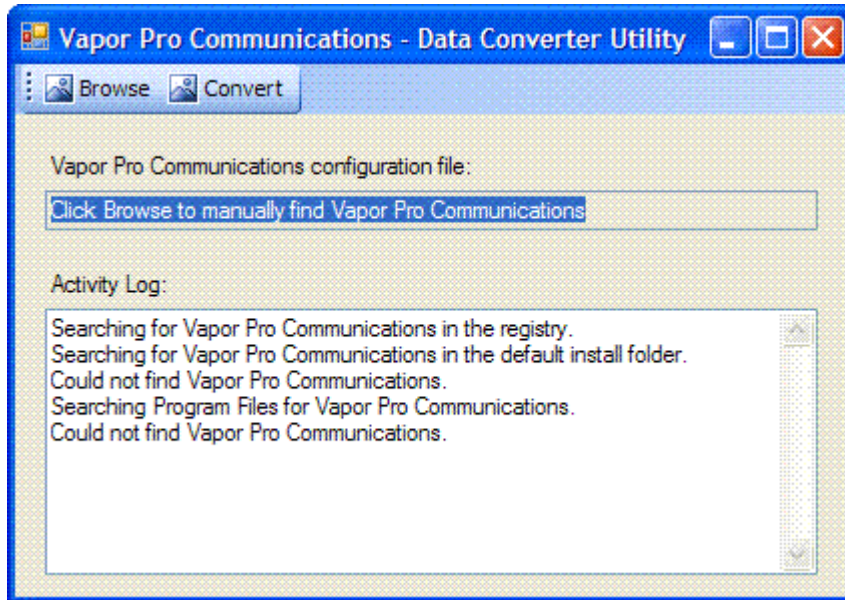 Vapor Pro Communications - Data Converter Utility
Browse Convert
Vapor Pro Communications configuration file:
Click Browse to manually find Vapor Pro Communications
Activity Log:
Searching for Vapor Pro Communications in the registry.
Searching for Vapor Pro Communications in the default install folder.
Could not find Vapor Pro Communications.
Searching Program Files for Vapor Pro Communications.
Could not find Vapor Pro Communications.